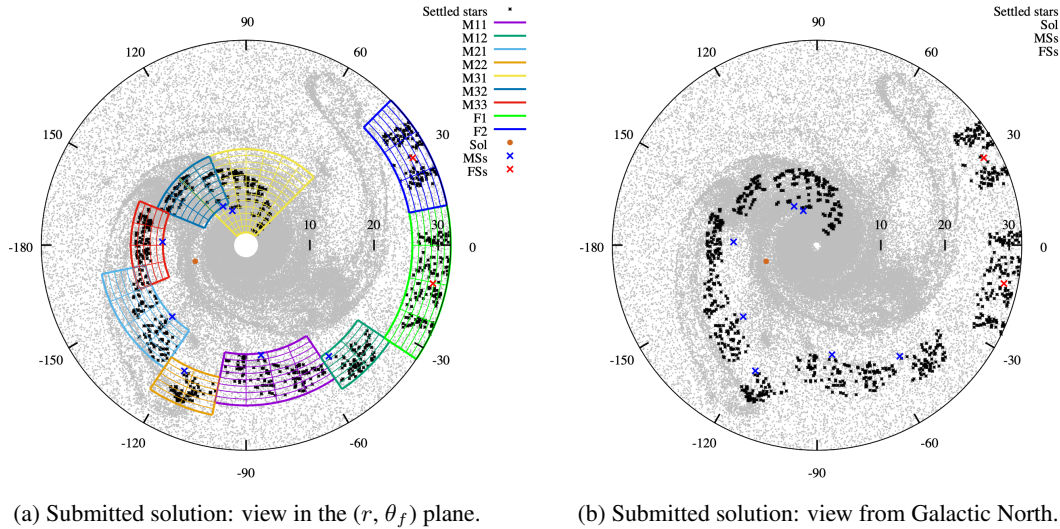 90
Settled stars
M11
M12
M21
M22
M31
M32
M33
F1
F2
Sol
MSs
FSs
60
30
150
-180
10
20
30
0
-30
-150
-60
-120
-90
(a) Submitted solution: view in the (r, θf) plane.
90
Settled stars
Sol
MSs
FSs
60
30
150
-180
10
20
30
0
-30
-150
-60
-120
-90
(b) Submitted solution: view from Galactic North.